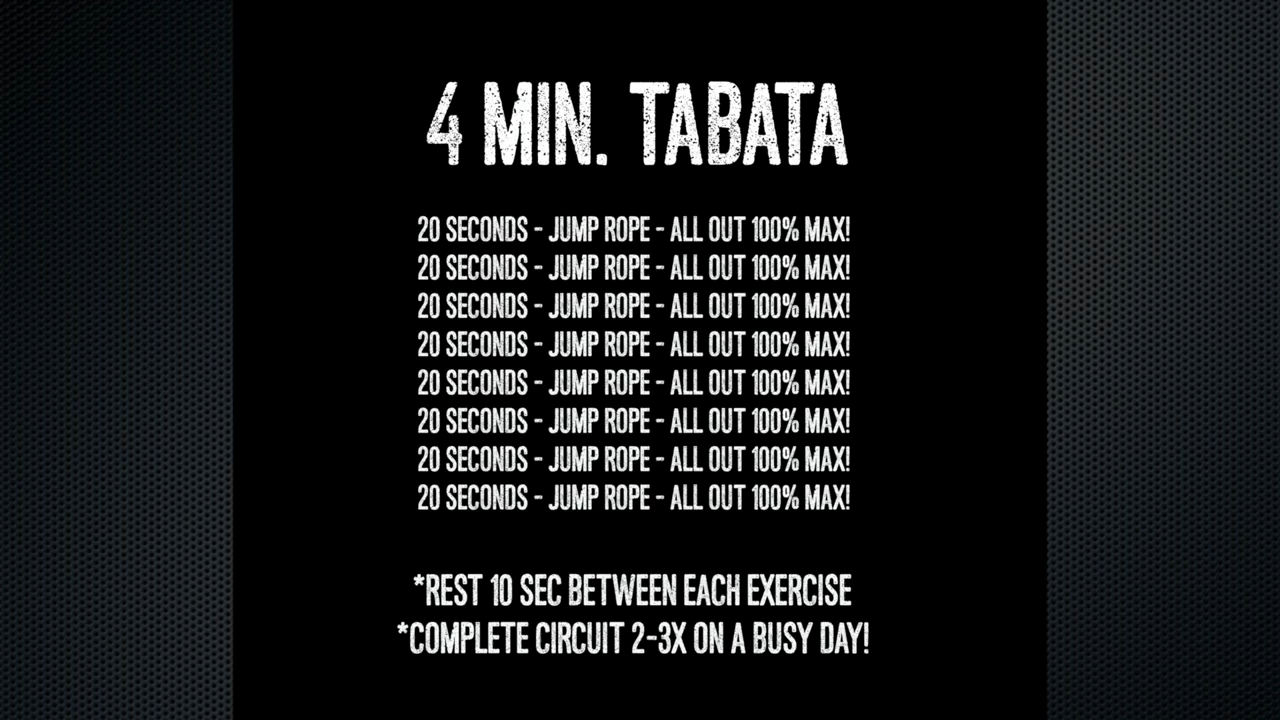 4 MIN. TABATA
20 SECONDS - JUMP ROPE - ALL OUT 100% MAX!
20 SECONDS - JUMP ROPE - ALL OUT 100% MAX!
20 SECONDS - JUMP ROPE - ALL OUT 100% MAX!
20 SECONDS - JUMP ROPE - ALL OUT 100% MAX!
20 SECONDS - JUMP ROPE - ALL OUT 100% MAX!
20 SECONDS - JUMP ROPE - ALL OUT 100% MAX!
20 SECONDS - JUMP ROPE - ALL OUT 100% MAX!
20 SECONDS - JUMP ROPE - ALL OUT 100% MAX!
*REST 10 SEC BETWEEN EACH EXERCISE
*COMPLETE CIRCUIT 2-3X ON A BUSY DAY!